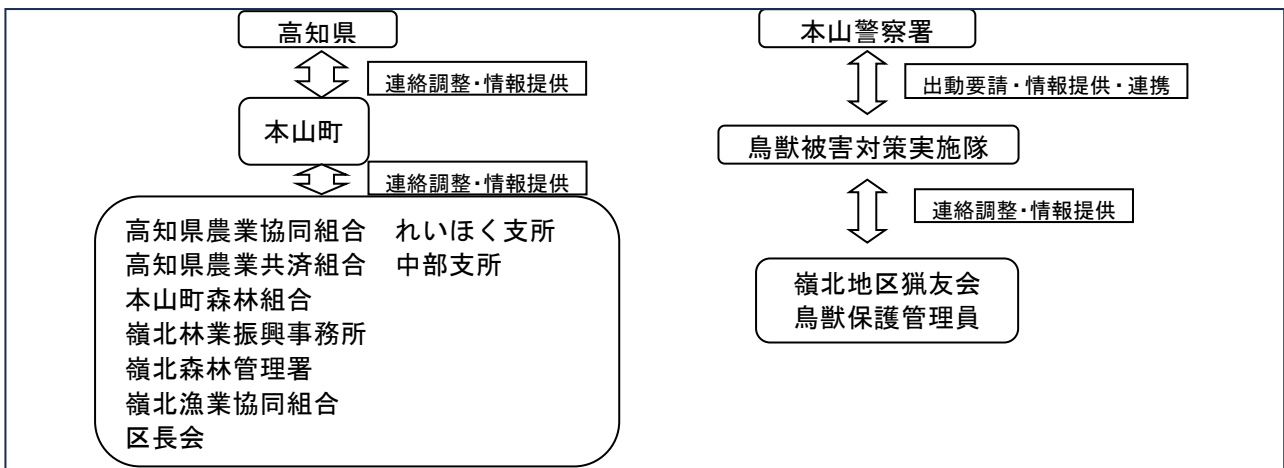 高知県
連絡調整・情報提供
本山町
連絡調整・情報提供
高知県農業協同組合　れいほく支所
高知県農業共済組合　中部支所
本山町森林組合
嶺北林業振興事務所
嶺北森林管理署
嶺北漁業協同組合
区長会
本山警察署
出動要請・情報提供・連携
鳥獣被害対策実施隊
連絡調整・情報提供
嶺北地区猟友会
鳥獣保護管理員